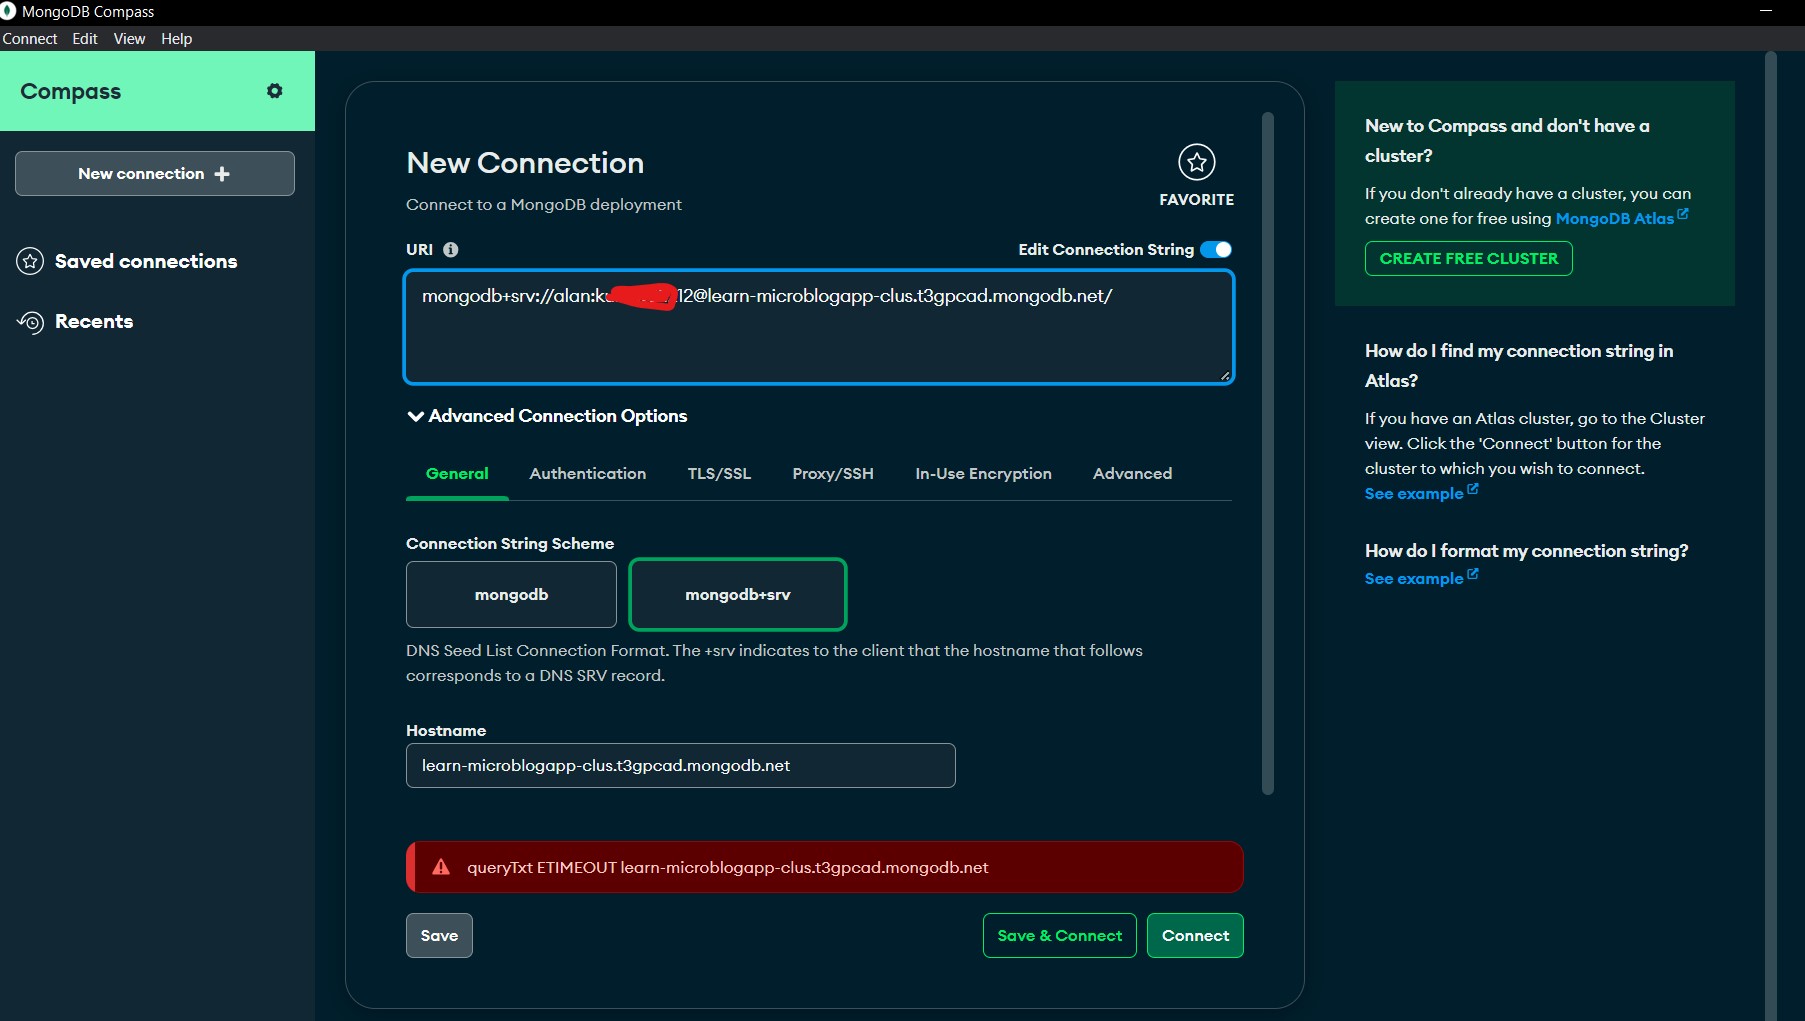 MongoDB Compass
Connect Edit View Help
Compass
New connection
Saved connections
Recents
New Connection
Connect to a MongoDB deployment
FAVORITE
URI
Edit Connection String
mongodb+srv://alan: 12@learn-microblogapp-clus.t3gpcad.mongodb.net/
Advanced Connection Options
General Authentication TLS/SSL Proxy/SSH In-Use Encryption Advanced
Connection String Scheme
mongodb
mongodb+srv
DNS Seed List Connection Format. The +srv indicates to the client that the hostname that follows
corresponds to a DNS SRV record.
Hostname
learn-microblogapp-clus.t3gpcad.mongodb.net
queryTxt ETIMEOUT learn-microblogapp-clus.t3gpcad.mongodb.net
Save
Save & Connect
Connect
New to Compass and don't have a
cluster?
If you don't already have a cluster, you can
create one for free using MongoDB Atlas
CREATE FREE CLUSTER
How do I find my connection string in
Atlas?
If you have an Atlas cluster, go to the Cluster
view. Click the 'Connect' button for the
cluster to which you wish to connect.
See example
How do I format my connection string?
See example